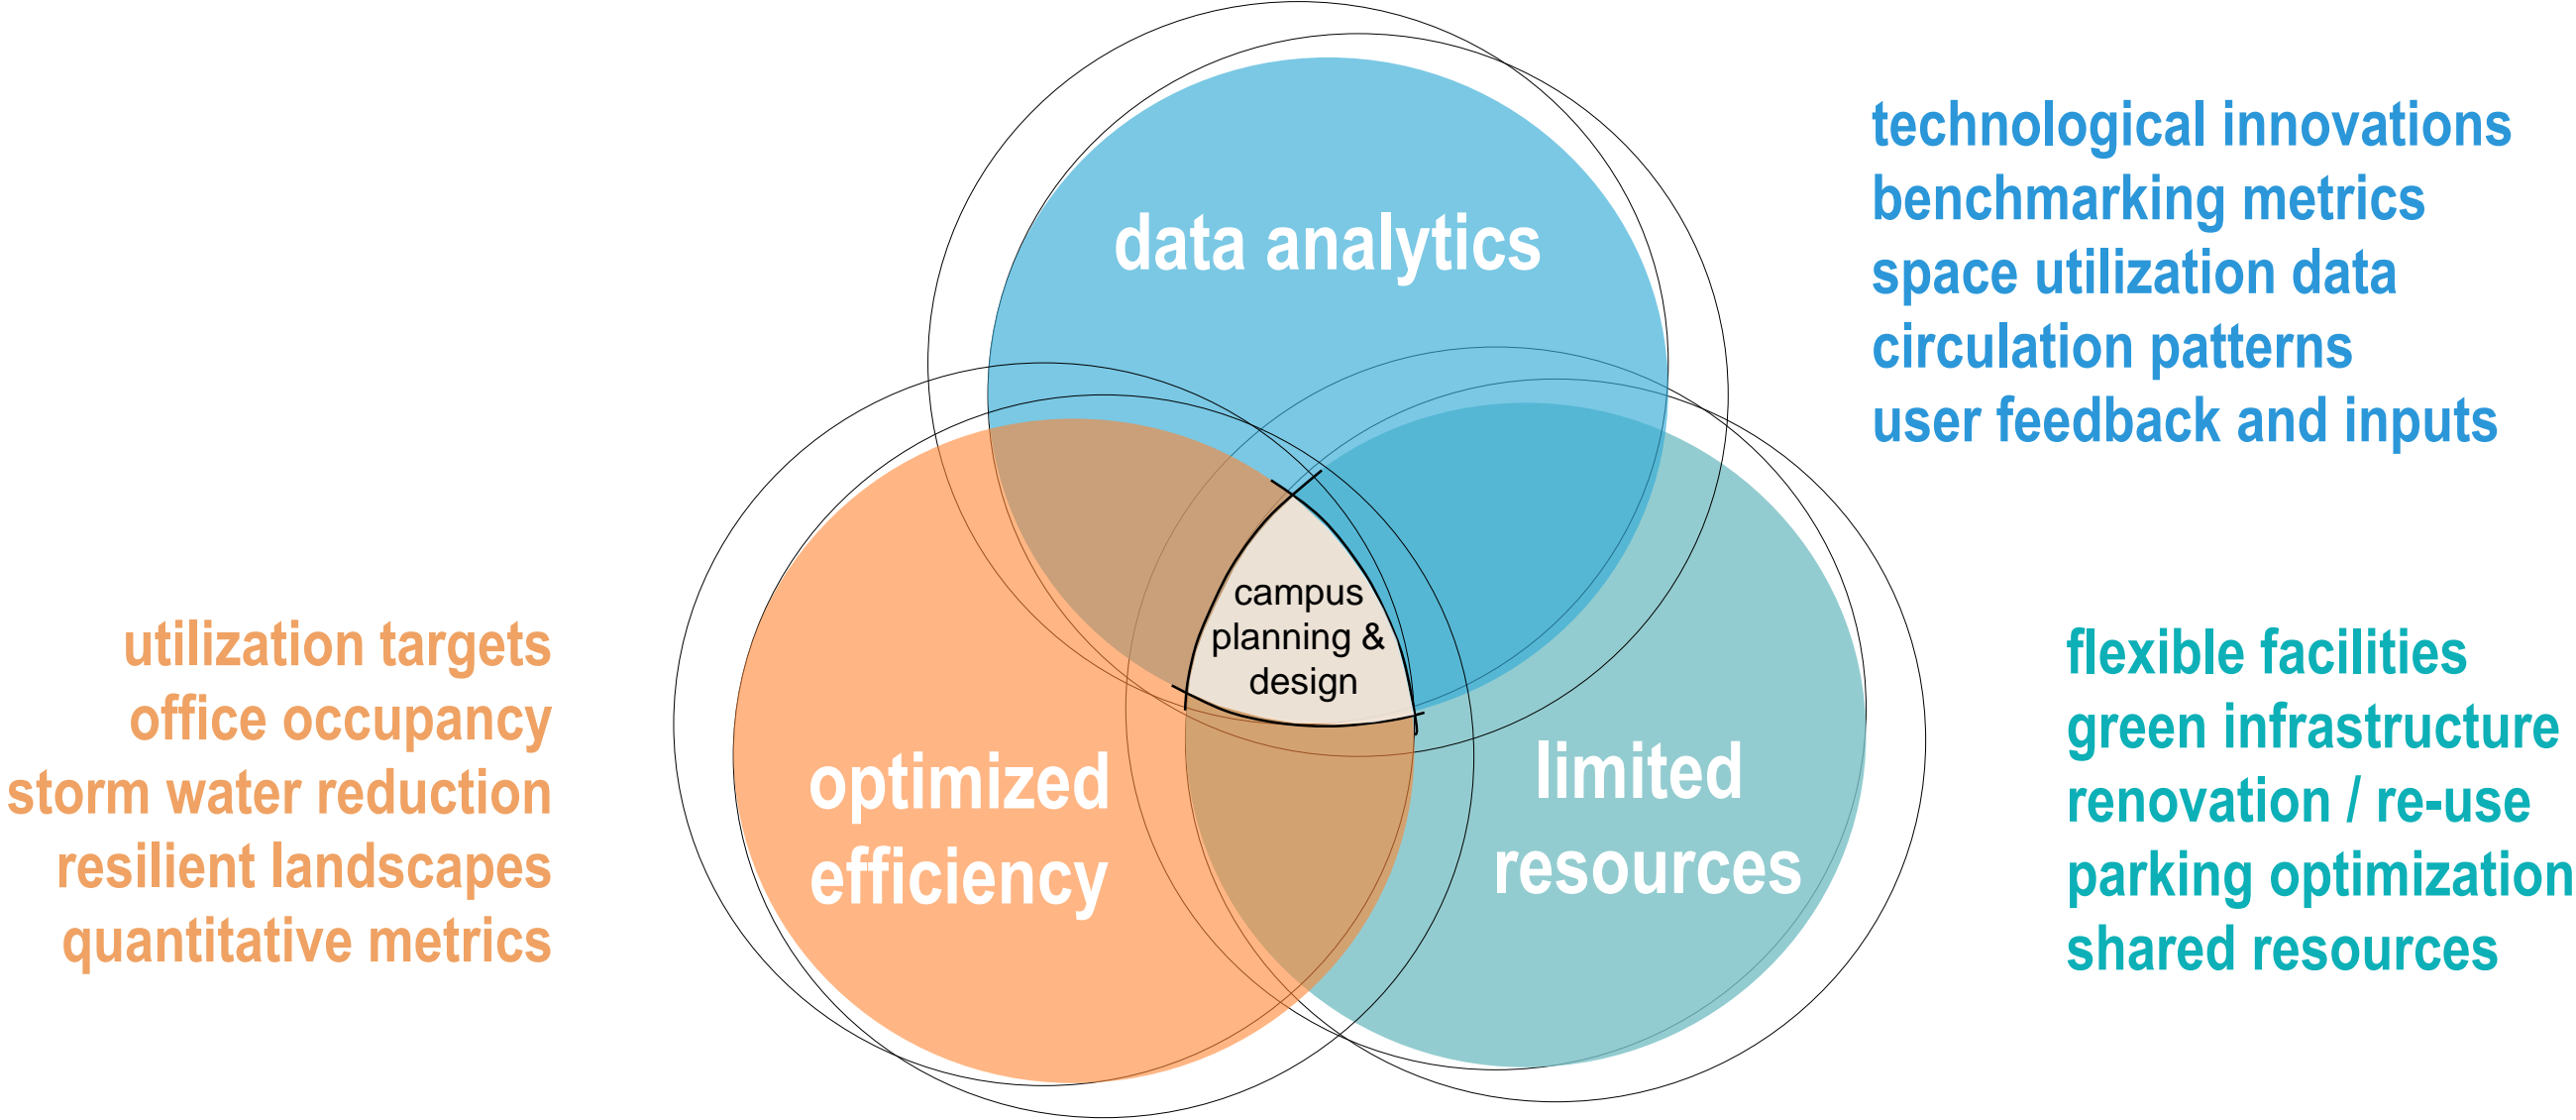 data analytics
technological innovations
benchmarking metrics
space utilization data
circulation patterns
user feedback and inputs
campus
planning &
design
utilization targets
office occupancy
storm water reduction
resilient landscapes
quantitative metrics
optimized
efficiency
limited
resources
flexible facilities
green infrastructure
renovation / re-use
parking optimization
shared resources